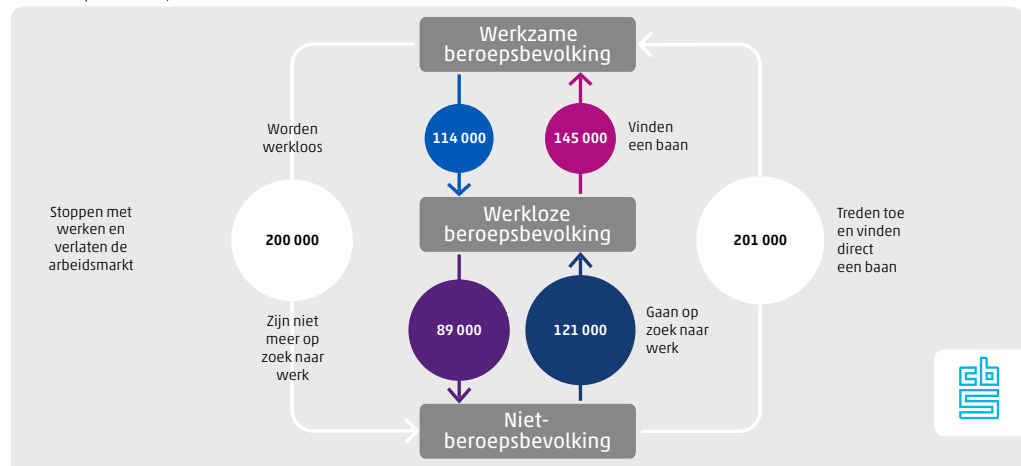 Werkzame
beroepsbevolking
Worden
werkloos
114 000
145 000
Vinden
een baan
Stoppen met
werken en
verlaten de
arbeidsmarkt
200 000
Werkloze
beroepsbevolking
201 000
Treden toe
en vinden
direct
een baan
Zijn niet
meer op
zoek naar
werk
89 000
121 000
Gaan op
zoek naar
werk
Niet-
beroepsbevolking
cbs